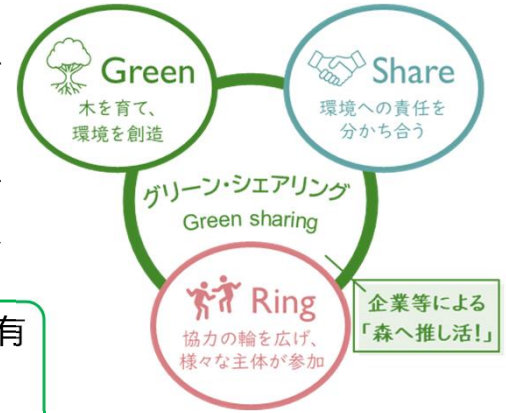 Green
木を育て、
環境を創造
Share
環境への責任を
分かち合う
グリーン・シェアリング
Green sharing
Ring
協力の輪を広げ、
様々な主体が参加
企業等による
「森へ推し活!」
有